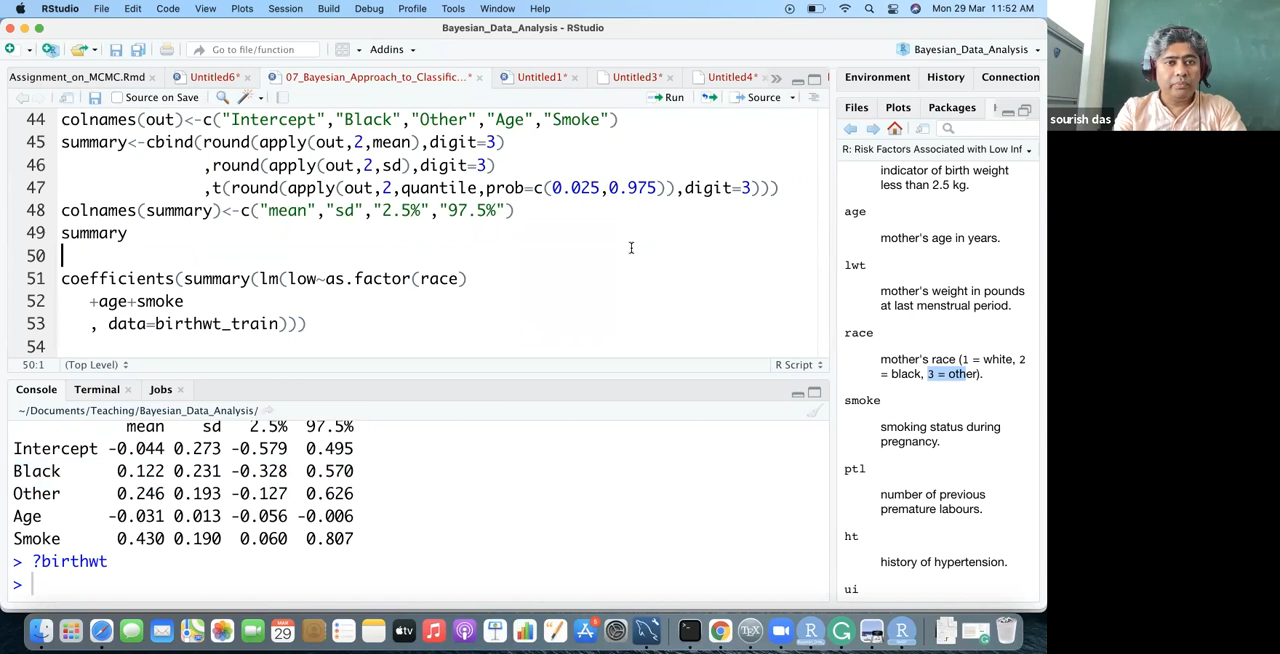 RStudio File Edit Code View Plots Session Build Debug Profile Tools Window Help Mon 29 Mar 11:52 AM
Bayesian_Data_Analysis - RStudio
Go to file/function Addins Bayesian_Data_Analysis
Assignment_on_MCMC.Rmd Untitled6* 07_Bayesian_Approach_to_Classific...* Untitled1* Untitled3* Untitled4*
Source on Save Run Source
44 colnames(out)<-c("Intercept","Black","Other","Age","Smoke")
45 summary<-cbind(round(apply(out,2,mean),digit=3)
46 ,round(apply(out,2,sd),digit=3)
47 ,t(round(apply(out,2,quantile,prob=c(0.025,0.975)),digit=3)))
48 colnames(summary)<-c("mean","sd","2.5%","97.5%")
49 summary
50
51 coefficients(summary(lm(low~as.factor(race)
52 +age+smoke
53 , data=birthwt_train)))
54
50:1 (Top Level) R Script
Console Terminal Jobs
~/Documents/Teaching/Bayesian_Data_Analysis/
mean sd 2.5% 97.5%
Intercept -0.044 0.273 -0.579 0.495
Black 0.122 0.231 -0.328 0.570
Other 0.246 0.193 -0.127 0.626
Age -0.031 0.013 -0.056 -0.006
Smoke 0.430 0.190 0.060 0.807
> ?birthwt
>
Environment History Connection
Files Plots Packages
R: Risk Factors Associated with Low Inf
indicator of birth weight
less than 2.5 kg.
age
mother's age in years.
lwt
mother's weight in pounds
at last menstrual period.
race
mother's race (1 = white, 2
= black, 3 = other).
smoke
smoking status during
pregnancy.
ptl
number of previous
premature labours.
ht
history of hypertension.
ui
sourish das
MAR
29
tv
TEX